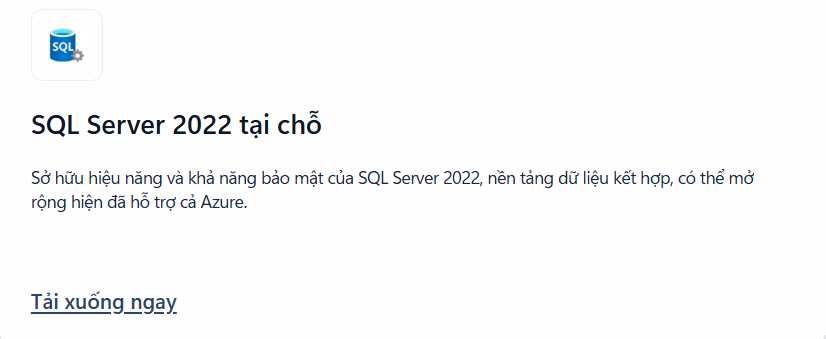 SQL
SQL Server 2022 tại chỗ
Sở hữu hiệu năng và khả năng bảo mật của SQL Server 2022, nền tảng dữ liệu kết hợp, có thể mở
rộng hiện đã hỗ trợ cả Azure.
Tải xuống ngay